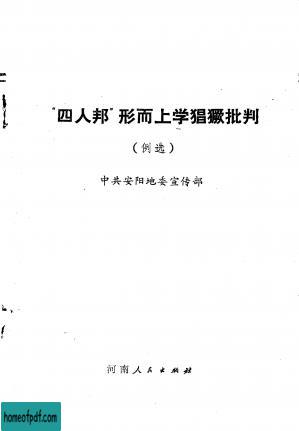 “四人邦”形而上学猖獗批判
（例选）
中共安阳地委宣传部
河南人民出版社
homeofpdf.com